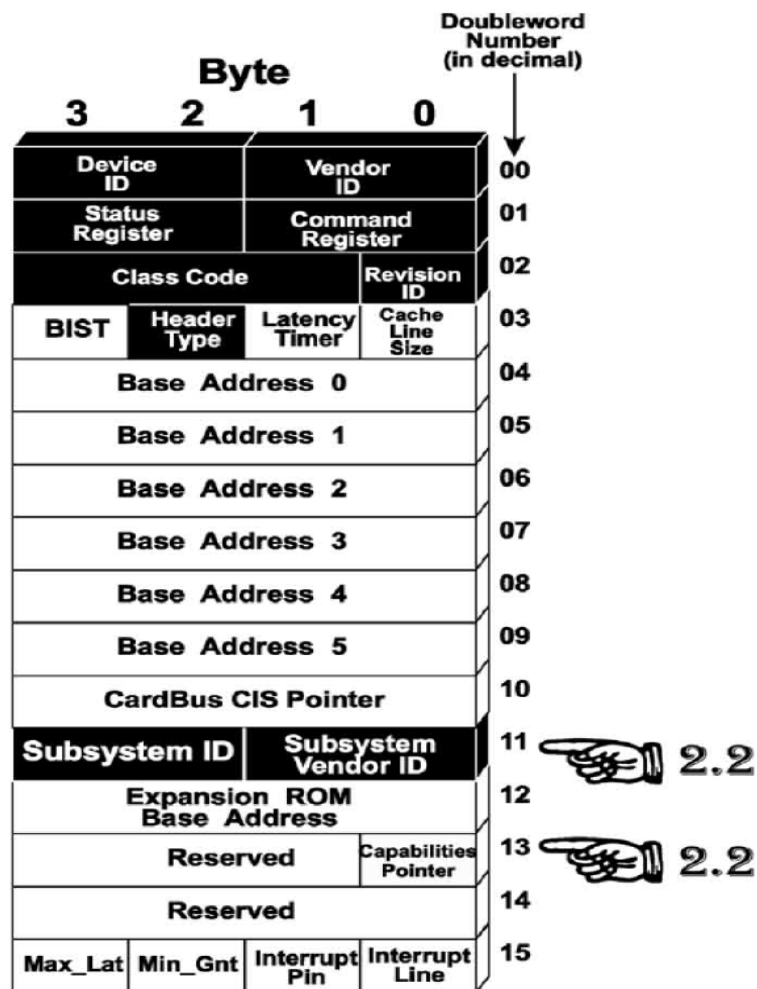 Doubleword
Number
(in decimal)
Byte
3 2 1 0
Device
ID
Vendor
ID
00
Status
Register
Command
Register
01
Class Code
Revision
ID
02
BIST
Header
Type
Latency
Timer
Cache
Line
Size
03
Base Address 0
04
Base Address 1
05
Base Address 2
06
Base Address 3
07
Base Address 4
08
Base Address 5
09
CardBus CIS Pointer
10
Subsystem ID
Subsystem
Vendor ID
11
2.2
Expansion ROM
Base Address
12
Reserved
Capabilities
Pointer
13
2.2
Reserved
14
Max_Lat
Min_Gnt
Interrupt
Pin
Interrupt
Line
15